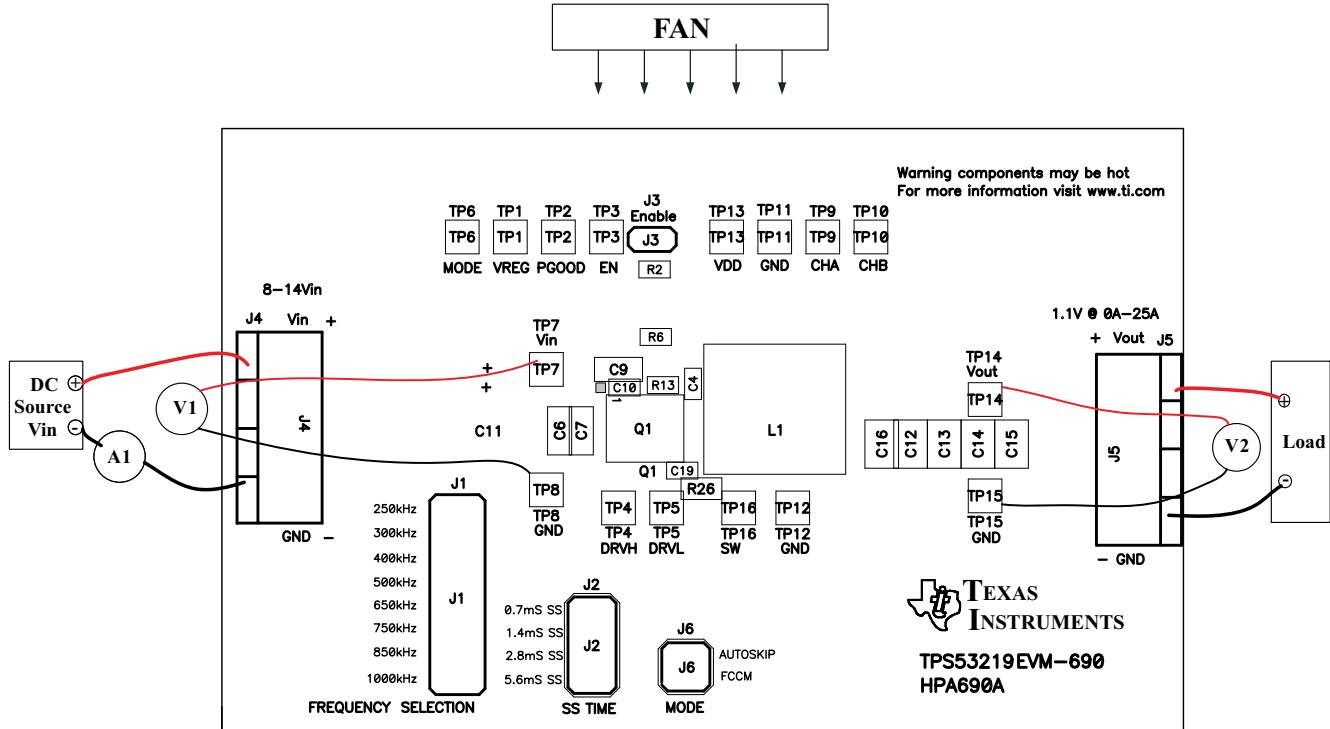 FAN
Warning components may be hot
For more information visit www.ti.com
TP6 TP1 TP2 TP3 J3 Enable TP13 TP11 TP9 TP10
TP6 TP1 TP2 TP3 J3 TP13 TP11 TP9 TP10
MODE VREG PGOOD EN R2 VDD GND CHA CHB
8-14Vin
J4 Vin +
1.1V @ 0A-25A
+ Vout J5
TP7
Vin
TP7
+
+
R6
C9
C10 R13 C4
1
TP14
Vout
TP14
DC
Source
Vin
+
-
V1
A1
J4
C11
C6 C7
Q1
L1
C16 C12 C13 C14 C15
J5
V2
+
Load
-
Q1 C19
R26
TP8
TP8
GND
TP4 TP5 TP16 TP12
TP4 TP5 TP16 TP12
DRVH DRVL SW GND
TP15
TP15
GND
GND -
- GND
J1
250kHz
300kHz
400kHz
500kHz
650kHz
750kHz
850kHz
1000kHz
J1
FREQUENCY SELECTION
J2
0.7mS SS
1.4mS SS
2.8mS SS
5.6mS SS
J2
SS TIME
J6
J6
AUTOSKIP
FCCM
MODE
ti
TEXAS
INSTRUMENTS
TPS53219EVM-690
HPA690A